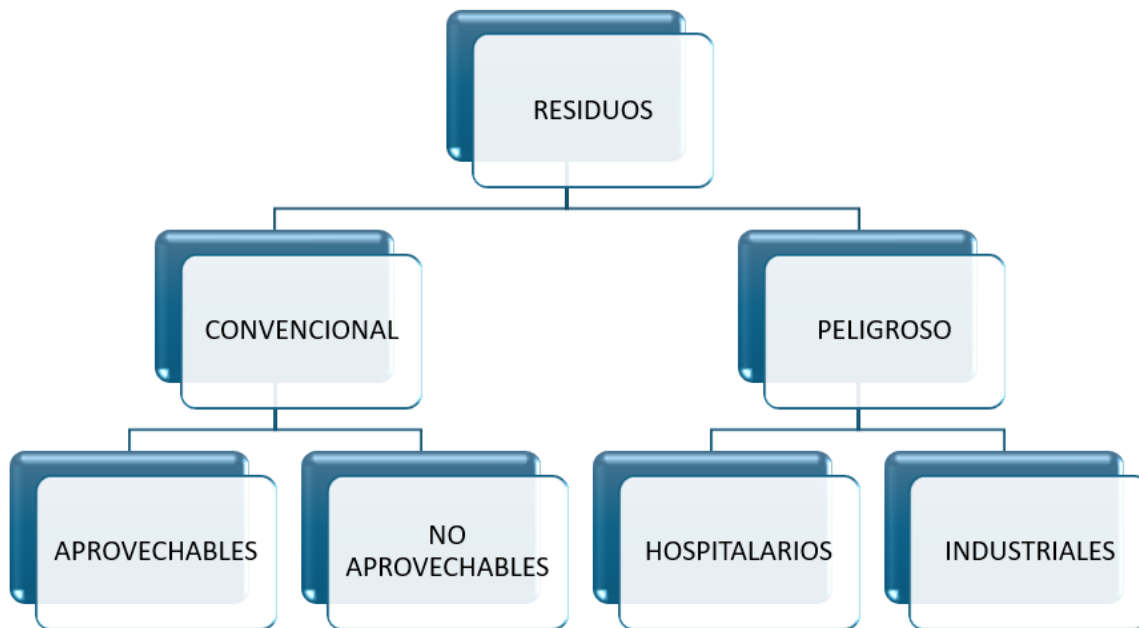 RESIDUOS
CONVENCIONAL
PELIGROSO
APROVECHABLES
NO
APROVECHABLES
HOSPITALARIOS
INDUSTRIALES